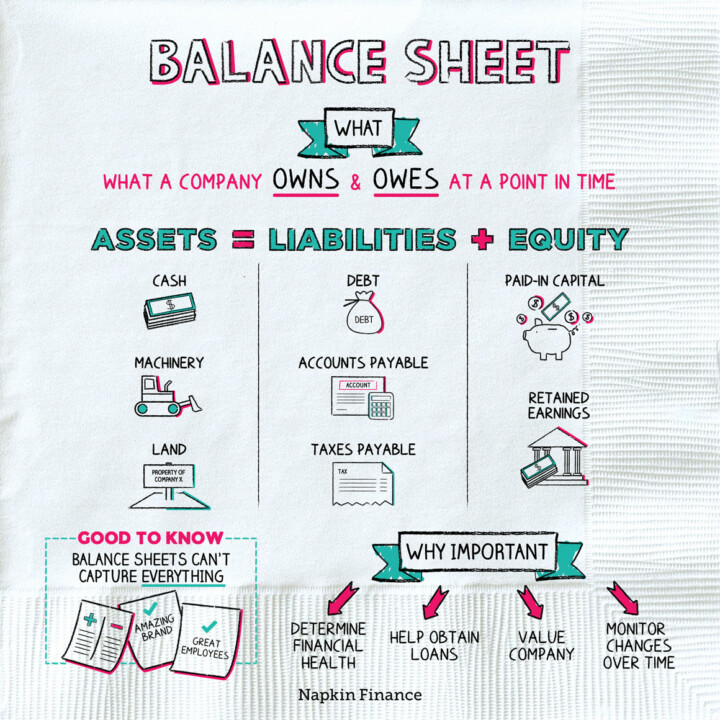 BALANCE SHEET
WHAT
WHAT A COMPANY OWNS & OWES AT A POINT IN TIME
ASSETS = LIABILITIES + EQUITY
CASH
MACHINERY
LAND
PROPERTY OF
COMPANY X
DEBT
DEBT
ACCOUNTS PAYABLE
ACCOUNT
TAXES PAYABLE
TAX
PAID-IN CAPITAL
$
$
$
$
$
RETAINED
EARNINGS
$
GOOD TO KNOW
BALANCE SHEETS CAN'T
CAPTURE EVERYTHING
+ -
AMAZING
BRAND
GREAT
EMPLOYEES
WHY IMPORTANT
DETERMINE
FINANCIAL
HEALTH
HELP OBTAIN
LOANS
VALUE
COMPANY
MONITOR
CHANGES
OVER TIME
Napkin Finance